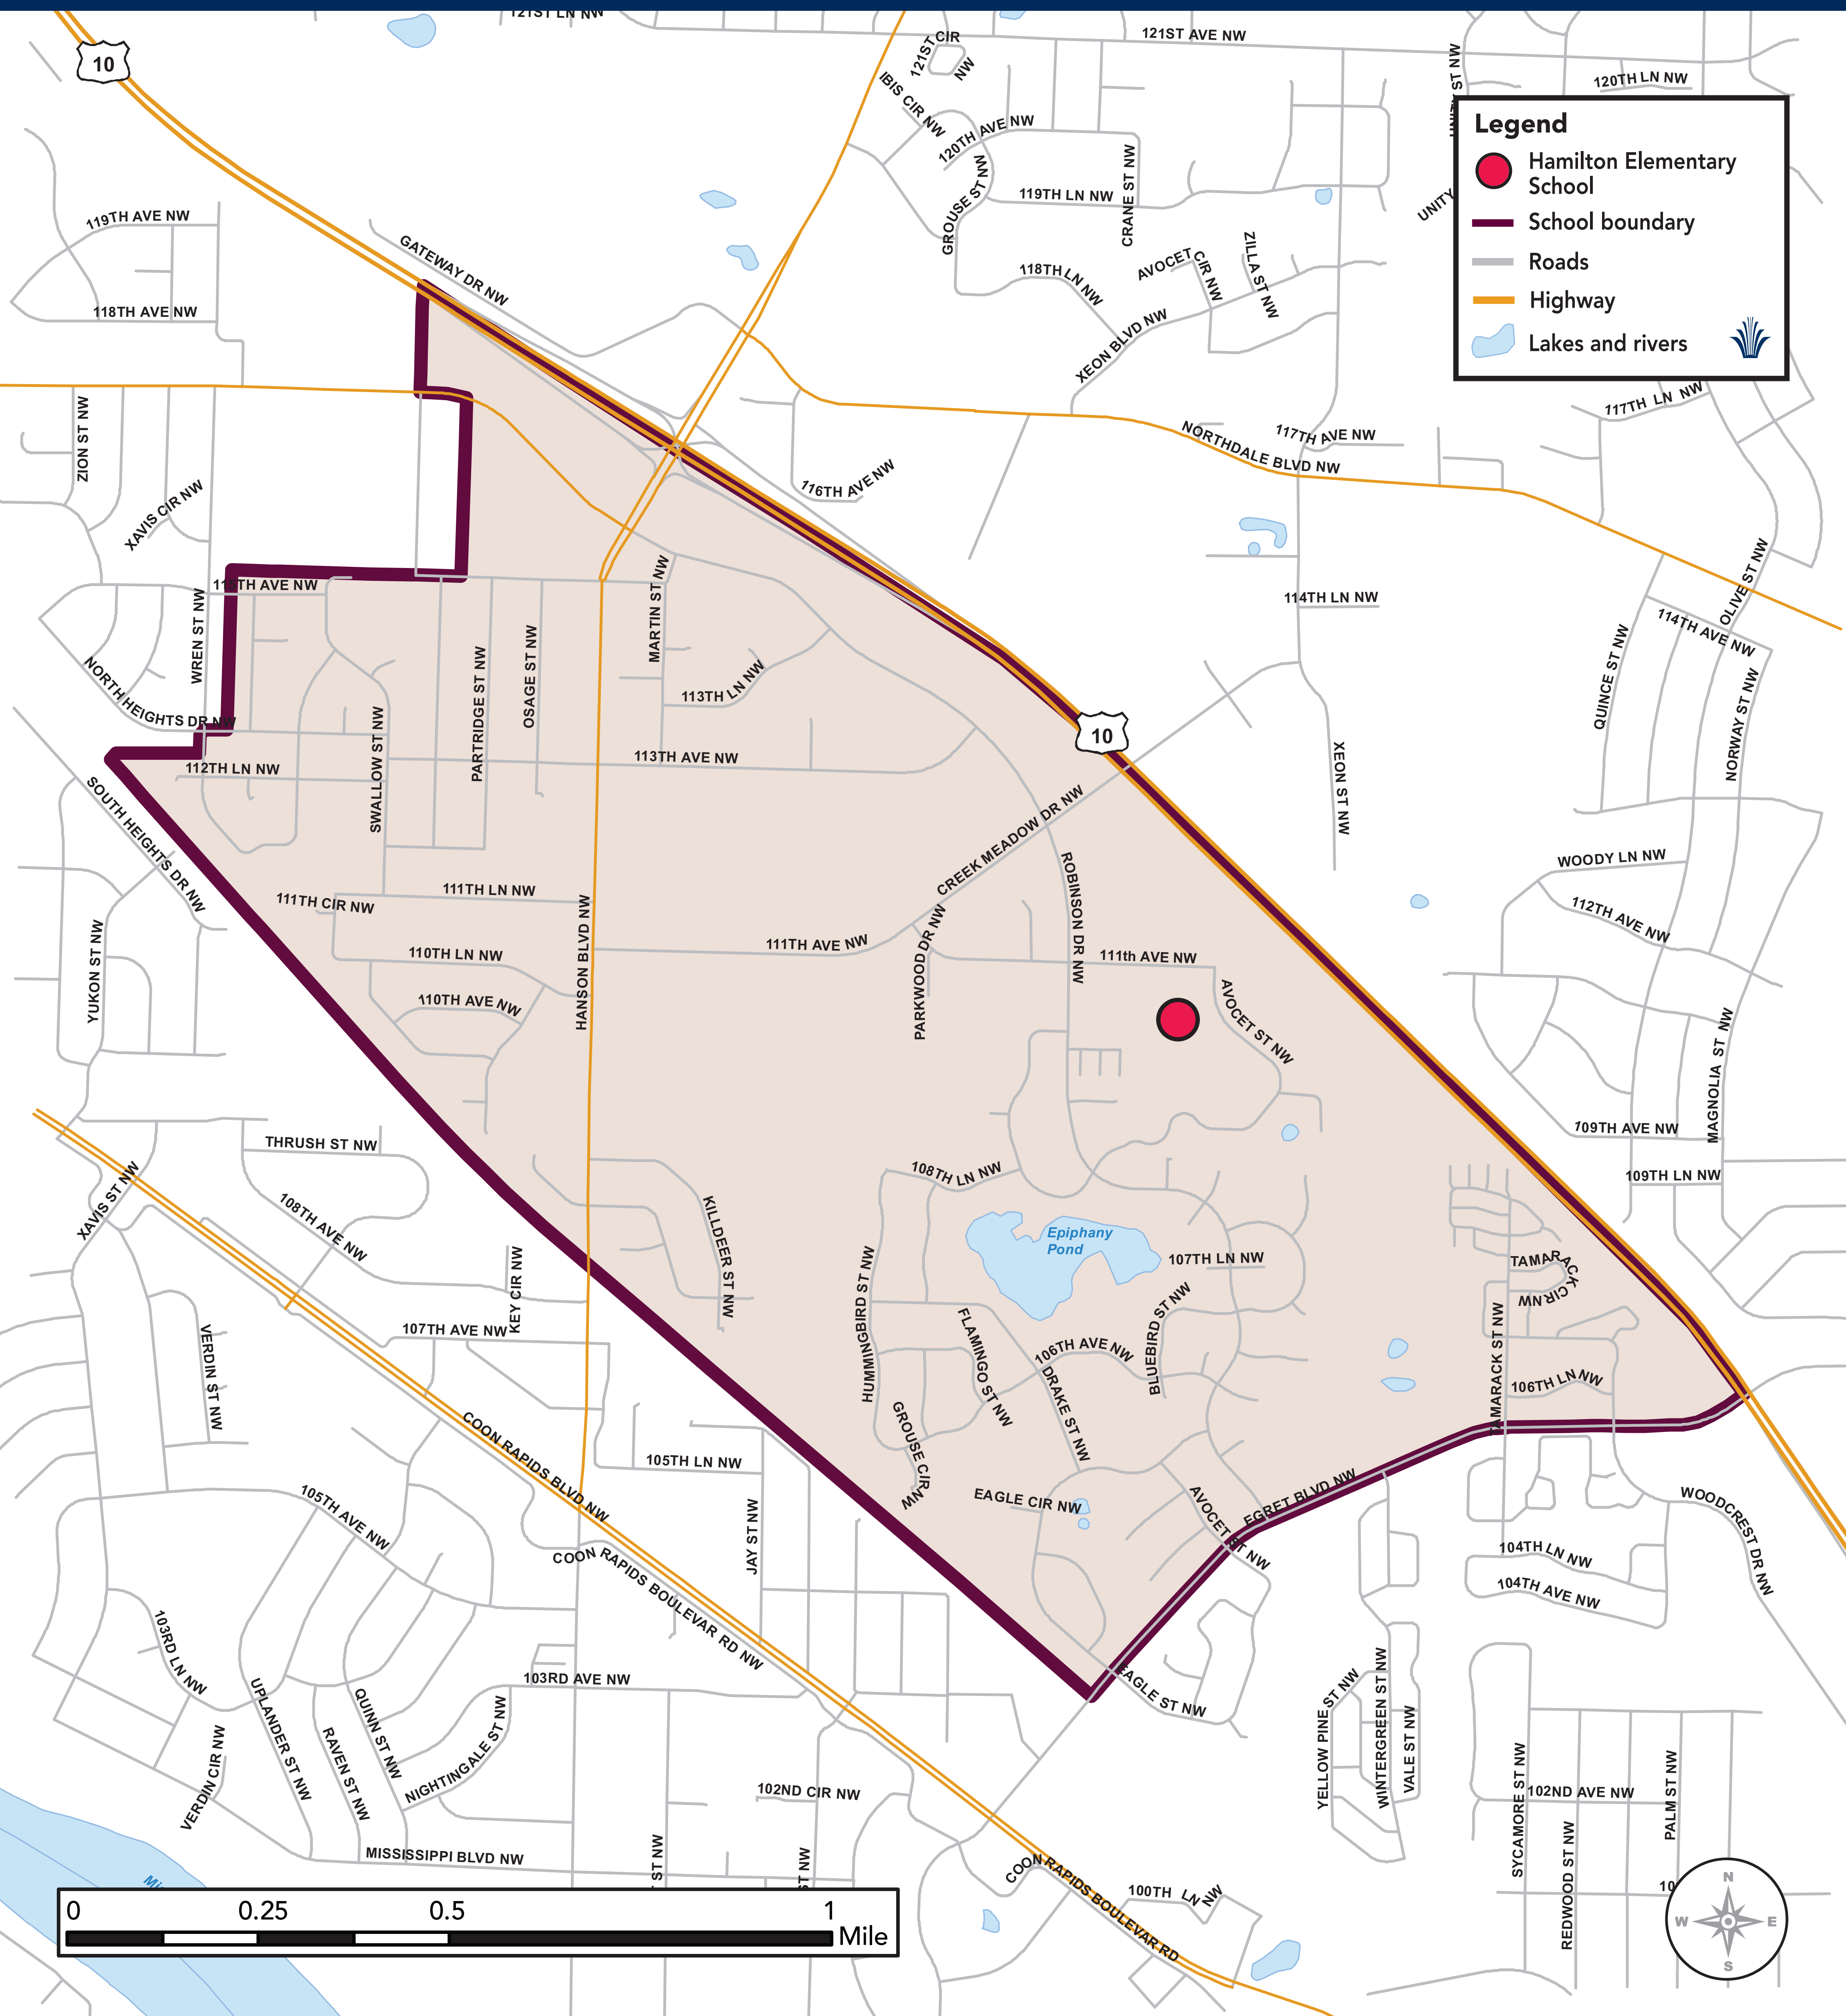 121ST LN NW
10
121ST CIR NW
121ST AVE NW
IBIS CIR NW
120TH AVE NW
120TH LN NW
UNITY ST NW
UNITY
Legend
Hamilton Elementary
School
School boundary
Roads
Highway
Lakes and rivers
GROUSE ST NW
119TH LN NW
CRANE ST NW
119TH AVE NW
118TH AVE NW
GATEWAY DR NW
118TH LN NW
AVOCET CIR NW
ZILLA ST NW
XEON BLVD NW
117TH LN NW
ZION ST NW
XAVIS CIR NW
NORTHDALE BLVD NW
117TH AVE NW
116TH AVE NW
115TH AVE NW
WREN ST NW
NORTH HEIGHTS DR NW
MARTIN ST NW
OSAGE ST NW
PARTRIDGE ST NW
SWALLOW ST NW
113TH LN NW
113TH AVE NW
112TH LN NW
SOUTH HEIGHTS DR NW
10
114TH LN NW
XEON ST NW
QUINCE ST NW
114TH AVE NW
OLIVE ST NW
NORWAY ST NW
WOODY LN NW
112TH AVE NW
CREEK MEADOW DR NW
ROBINSON DR NW
111TH LN NW
111TH CIR NW
HANSON BLVD NW
111TH AVE NW
PARKWOOD DR NW
111th AVE NW
AVOCET ST NW
110TH LN NW
110TH AVE NW
YUKON ST NW
MAGNOLIA ST NW
109TH AVE NW
109TH LN NW
THRUSH ST NW
108TH AVE NW
XAVIS ST NW
KEY CIR NW
KILLDEER ST NW
108TH LN NW
Epiphany
Pond
107TH LN NW
HUMMINGBIRD ST NW
FLAMINGO ST NW
106TH AVE NW
BLUEBIRD ST NW
DRAKE ST NW
TAMARACK CIR NW
TAMARACK ST NW
106TH LN NW
107TH AVE NW
VERDIN ST NW
GROUSE CIR NW
COON RAPIDS BLVD NW
105TH LN NW
105TH AVE NW
EAGLE CIR NW
AVOCET ST NW
EGRET BLVD NW
WOODCREST DR NW
JAY ST NW
COON RAPIDS BOULEVAR RD NW
104TH LN NW
104TH AVE NW
103RD LN NW
103RD AVE NW
EAGLE ST NW
UPLANDER ST NW
RAVEN ST NW
QUINN ST NW
NIGHTINGALE ST NW
VERDIN CIR NW
YELLOW PINE ST NW
WINTERGREEN ST NW
VALE ST NW
102ND CIR NW
SYCAMORE ST NW
102ND AVE NW
REDWOOD ST NW
PALM ST NW
MISSISSIPPI BLVD NW
ST NW
ST NW
COON RAPIDS BOULEVAR RD
100TH LN NW
10
0 0.25 0.5 1
Mile
N
W E
S